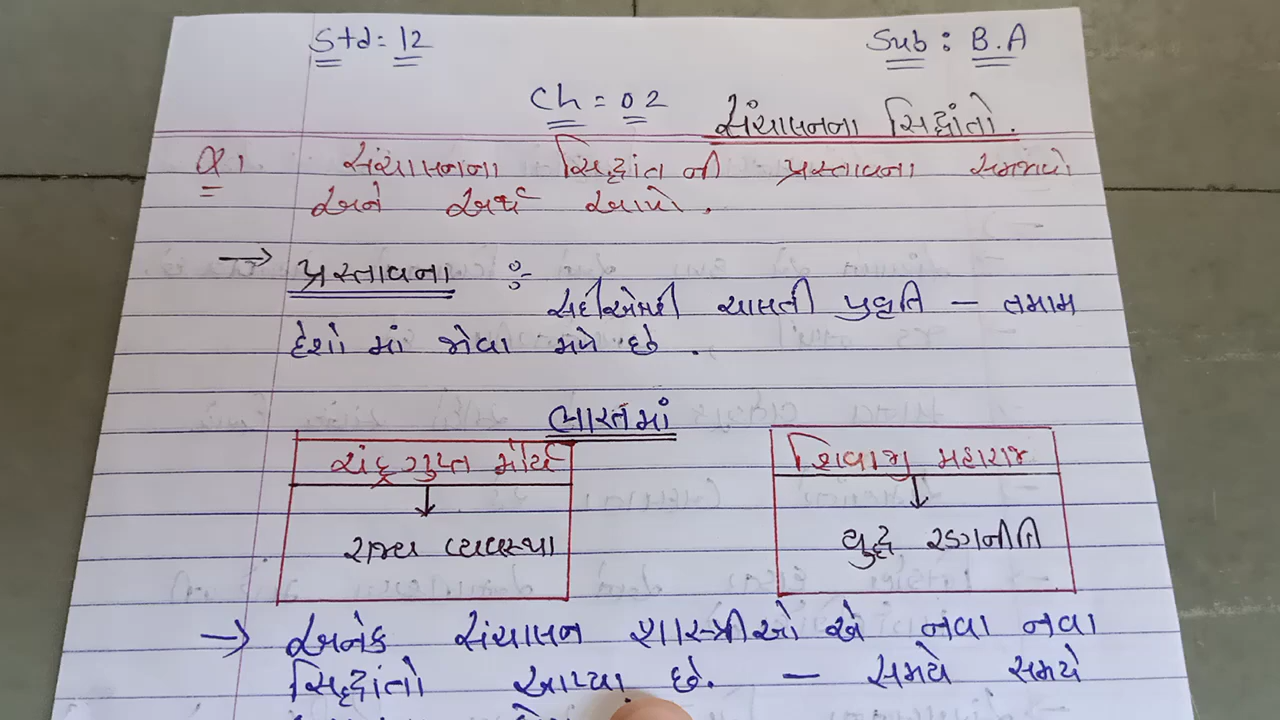 Std: 12 Sub : B.A
Ch = 02 સંચાલનના સિદ્ધાંતો.
Q1 સંચાલનના સિદ્ધાંત ની પ્રસ્તાવના સમજાવો
અને અર્થ આપો.
→ પ્રસ્તાવના :-
સદીઓથી ચાલતી પ્રવૃત્તિ – તમામ
દેશો માં જોવા મળે છે.
ભારતમાં
ચંદ્રગુપ્ત મૌર્ય શિવાજી મહારાજ
↓ ↓
રાજ્ય વ્યવસ્થા યુદ્ધ રણનીતિ
→ અનેક સંચાલન શાસ્ત્રીઓ એ નવા નવા
સિદ્ધાંતો આપ્યા છે. – સમયે સમયે